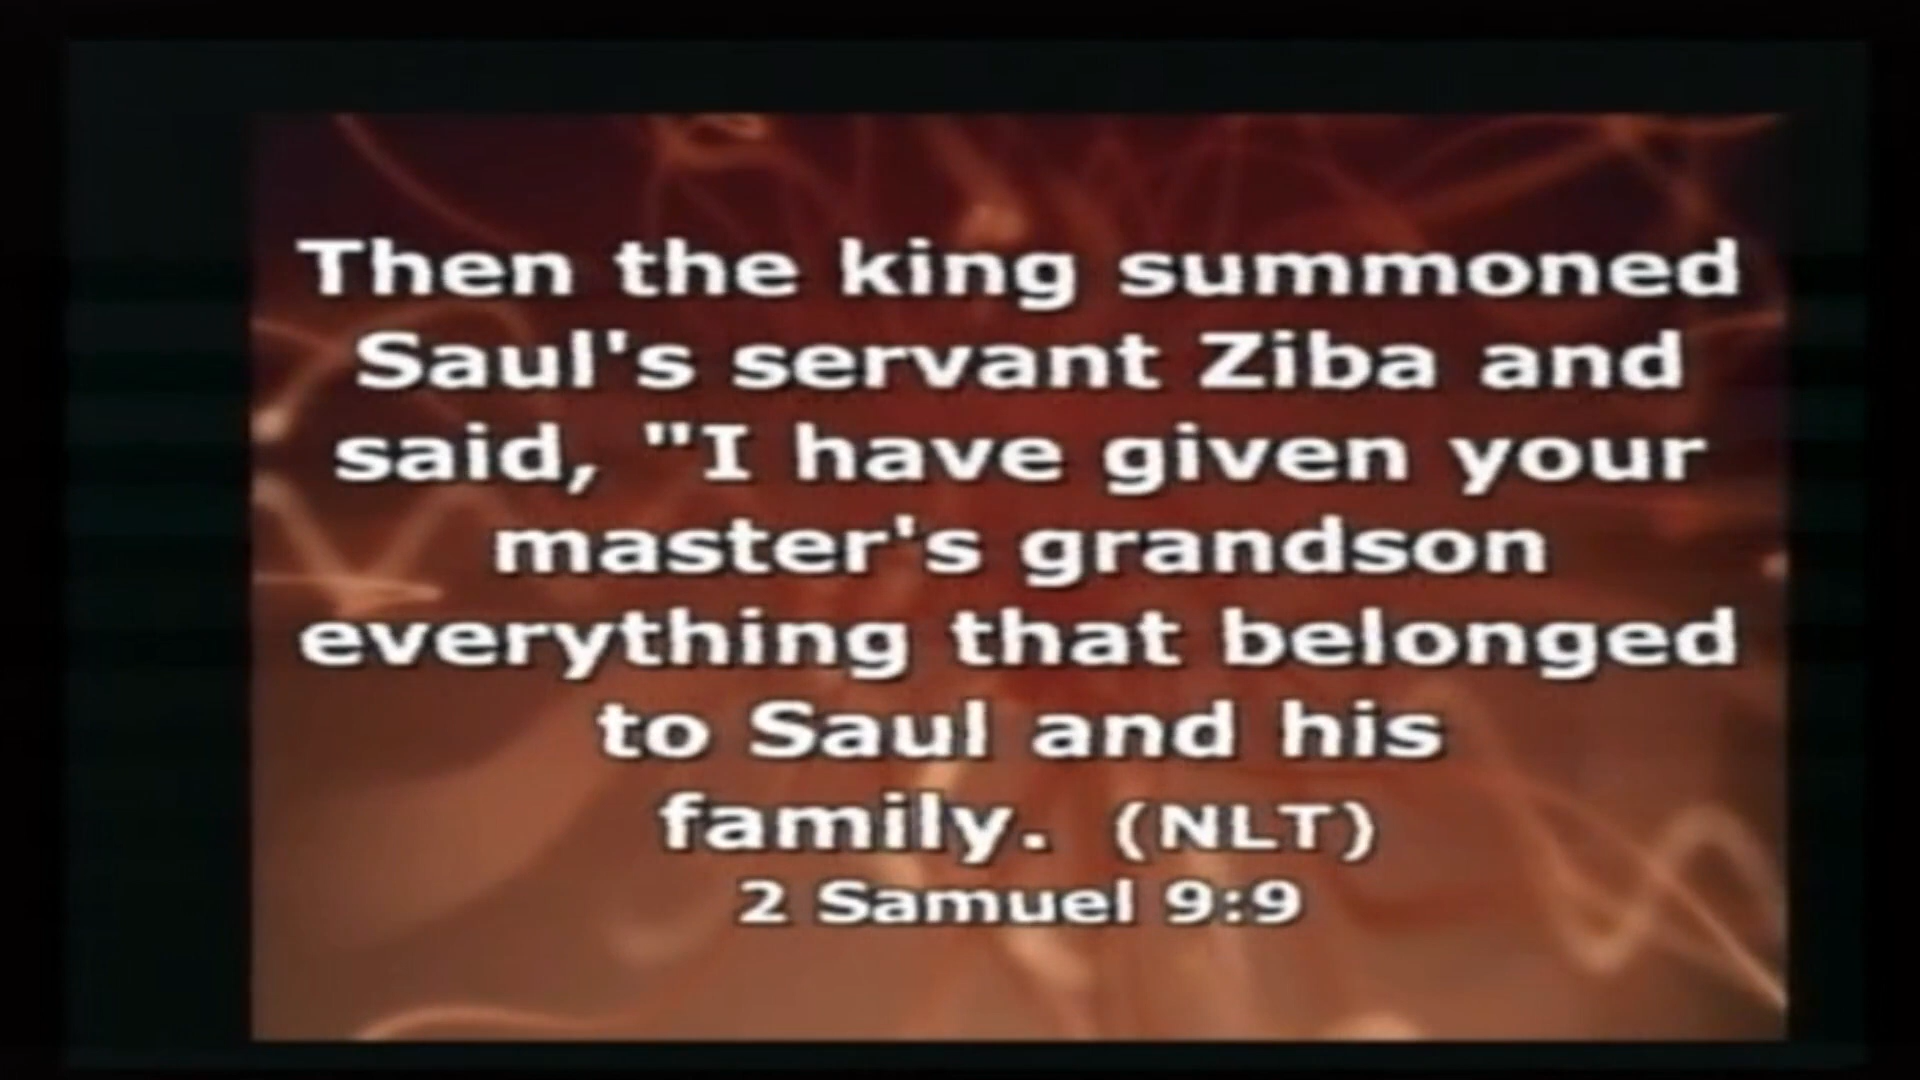 Then the king summoned
Saul's servant Ziba and
said, "I have given your
master's grandson
everything that belonged
to Saul and his
family. (NLT)
2 Samuel 9:9